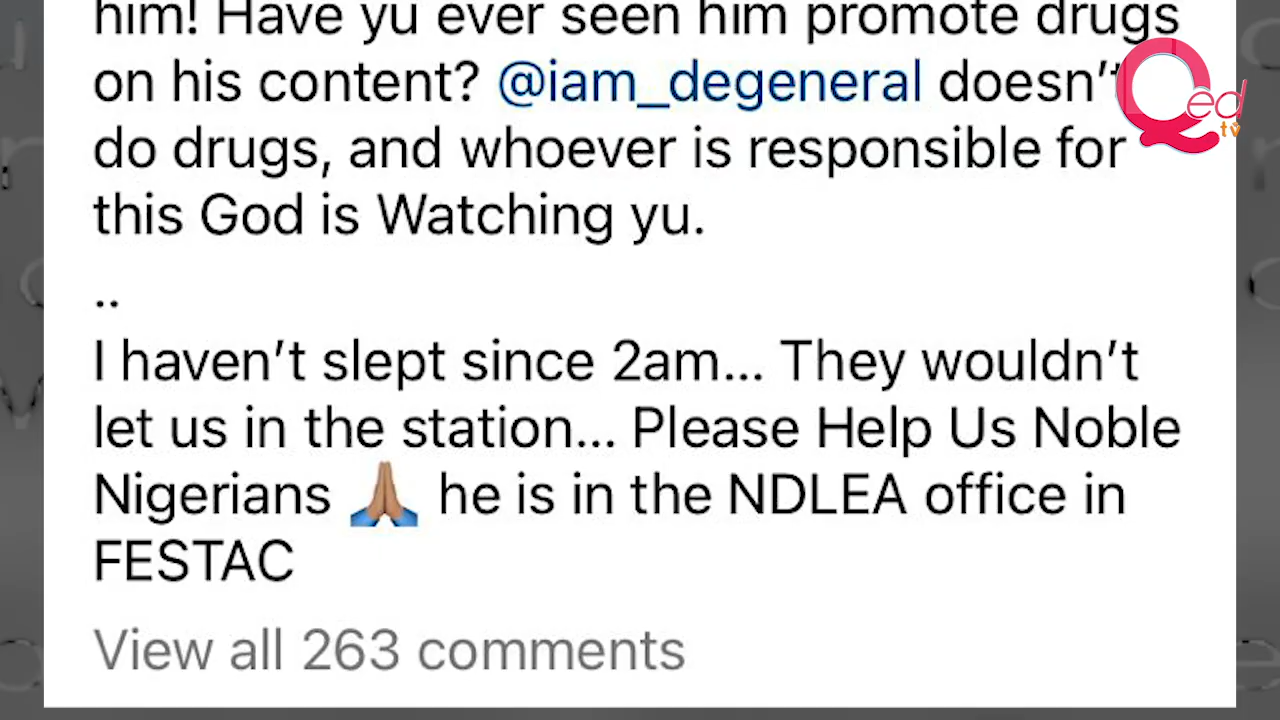 him! Have yu ever seen him promote drugs
on his content? @iam_degeneral doesn't
do drugs, and whoever is responsible for
this God is Watching yu.
..
I haven't slept since 2am... They wouldn't
let us in the station... Please Help Us Noble
Nigerians 🙏🏽 he is in the NDLEA office in
FESTAC
View all 263 comments
Qed
tv